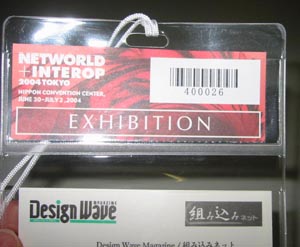 NETWORLD
+INTEROP
2004 TOKYO
NIPPON CONVENTION CENTER,
JUNE 30-JULY 2, 2004
400026
EXHIBITION
Design Wave
MAGAZINE
組み込みネット
Design Wave Magazine / 組み込みネット